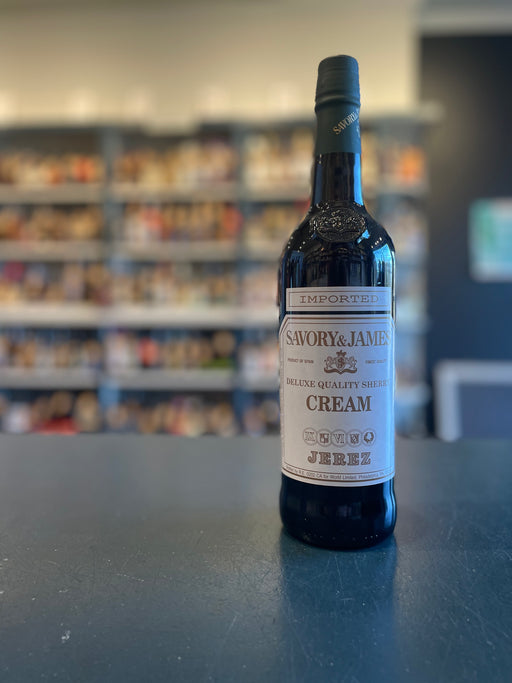 SAVORY
IMPORTED
SAVORY&JAMES
PRODUCT OF SPAIN
FINEST QUALITY
DELUXE QUALITY SHERRY
CREAM
JEREZ